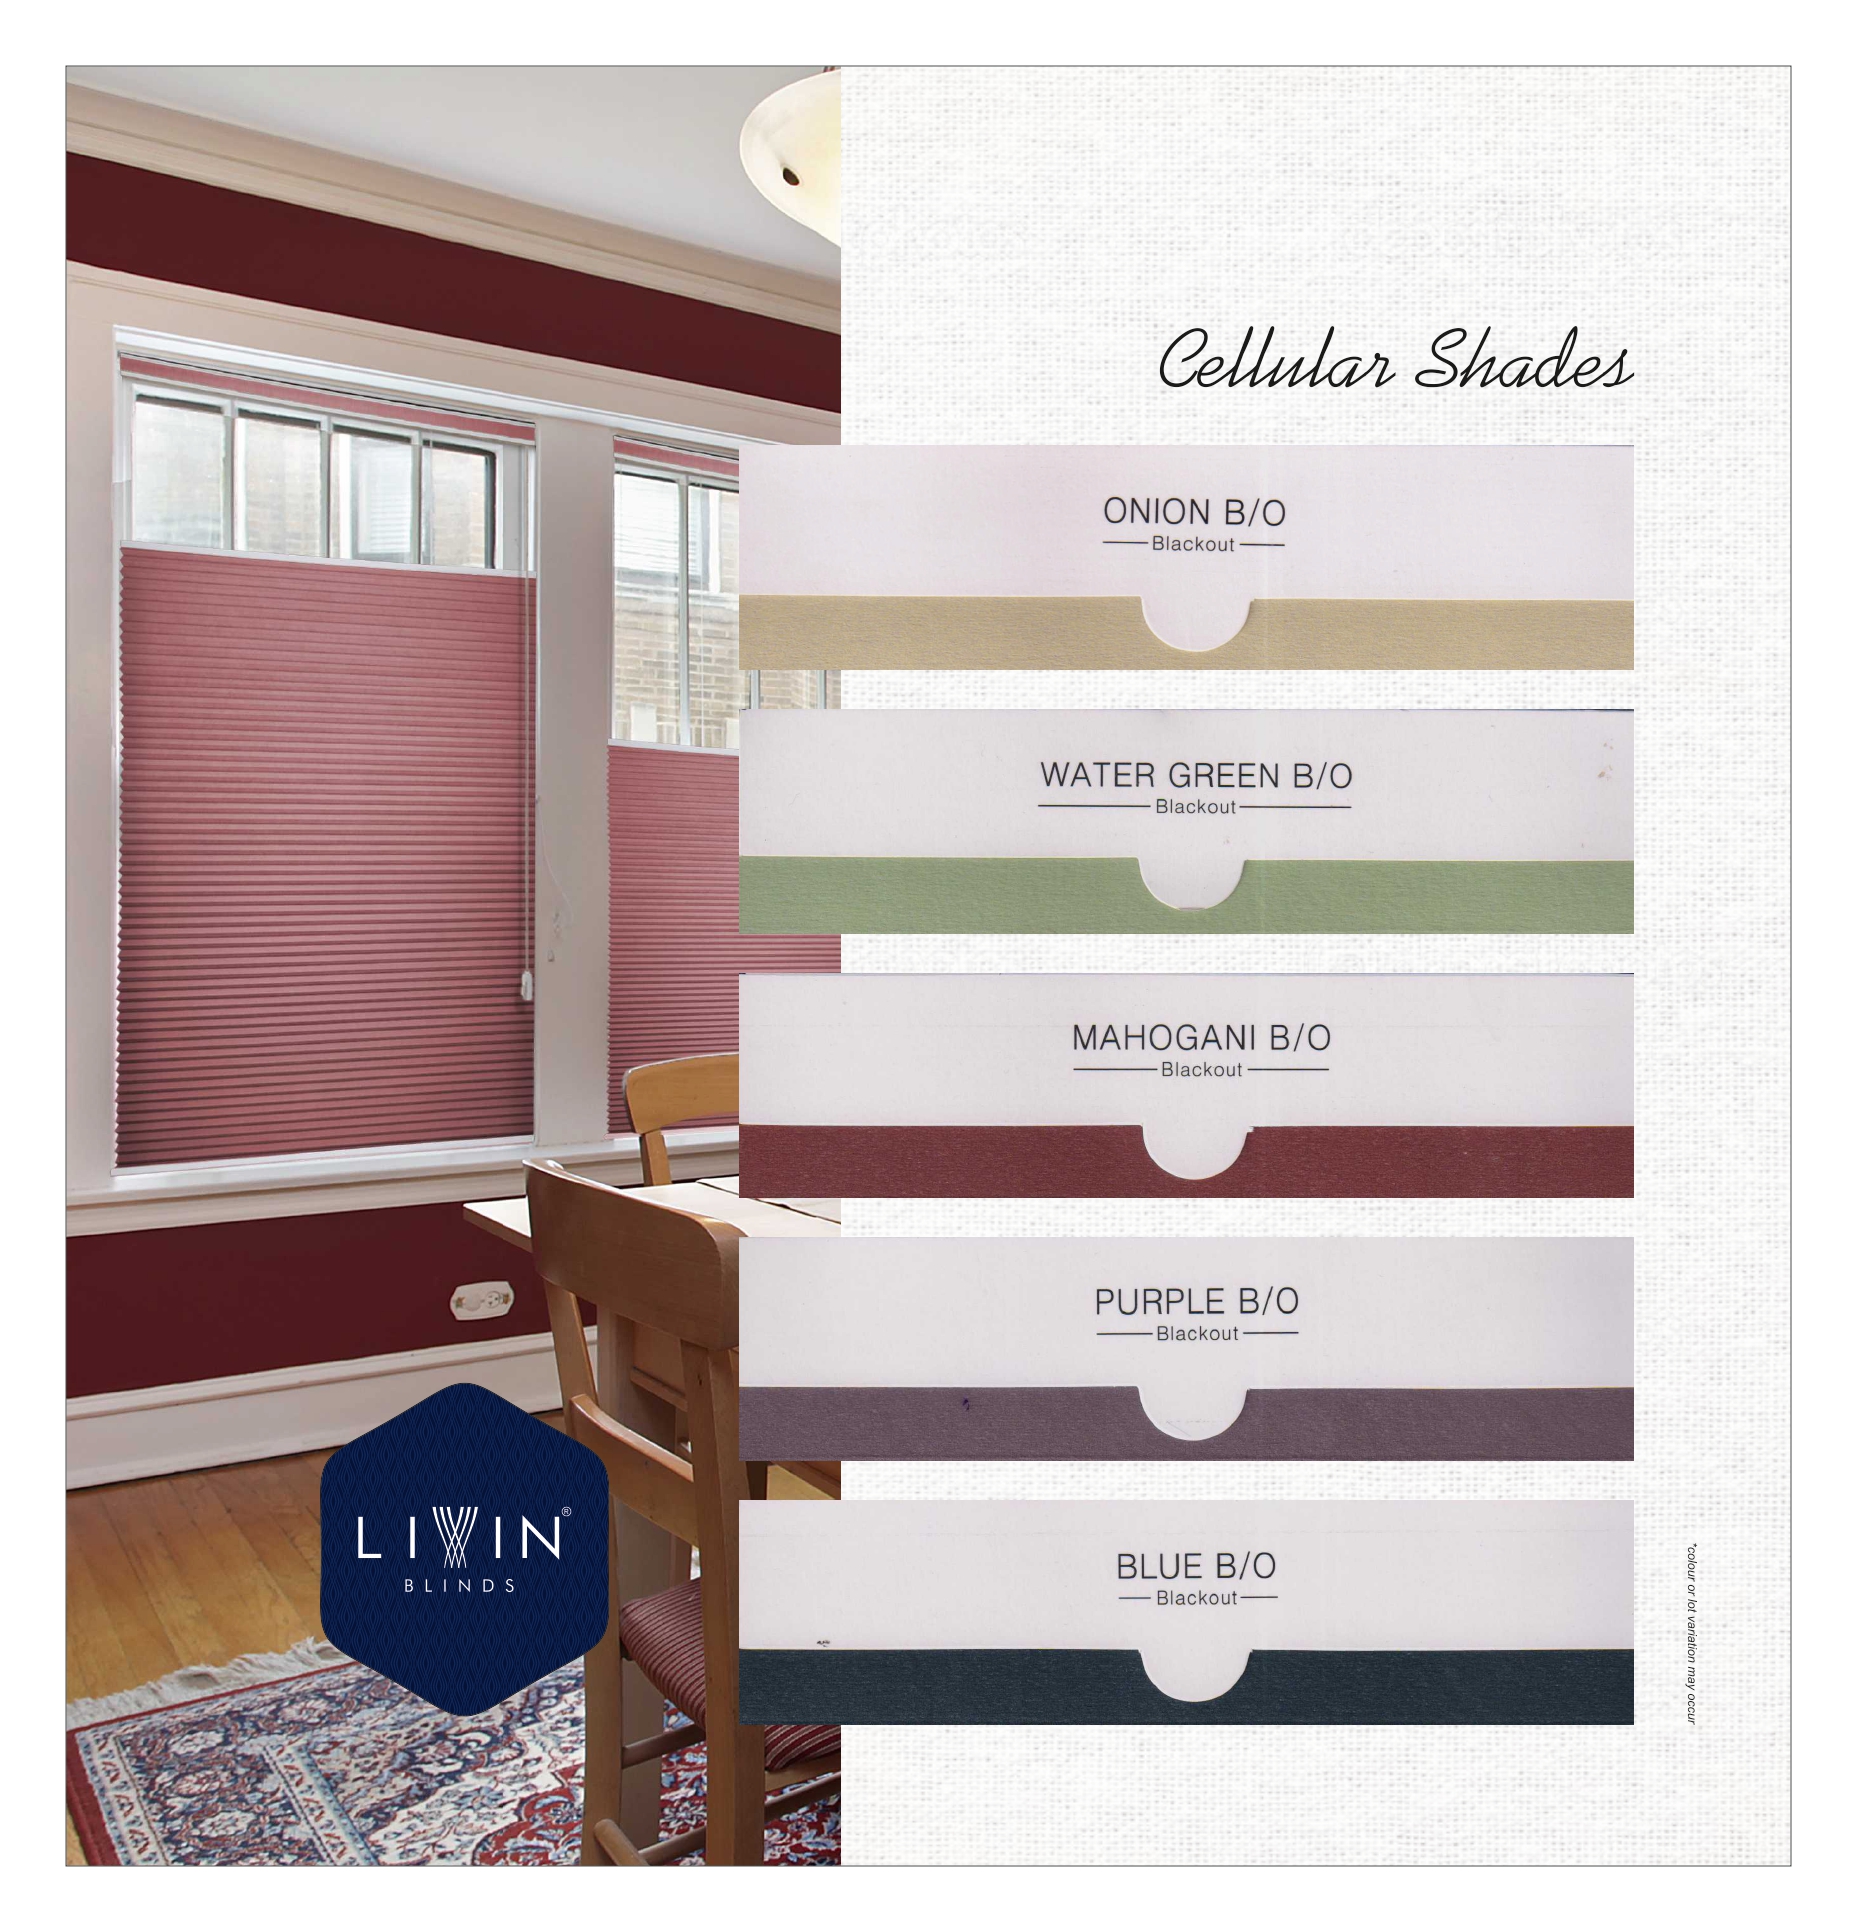 Cellular Shades
ONION B/O
Blackout
WATER GREEN B/O
Blackout
MAHOGANI B/O
Blackout
PURPLE B/O
Blackout
BLUE B/O
Blackout
LIVIN®
BLINDS
*colour or lot variation may occur